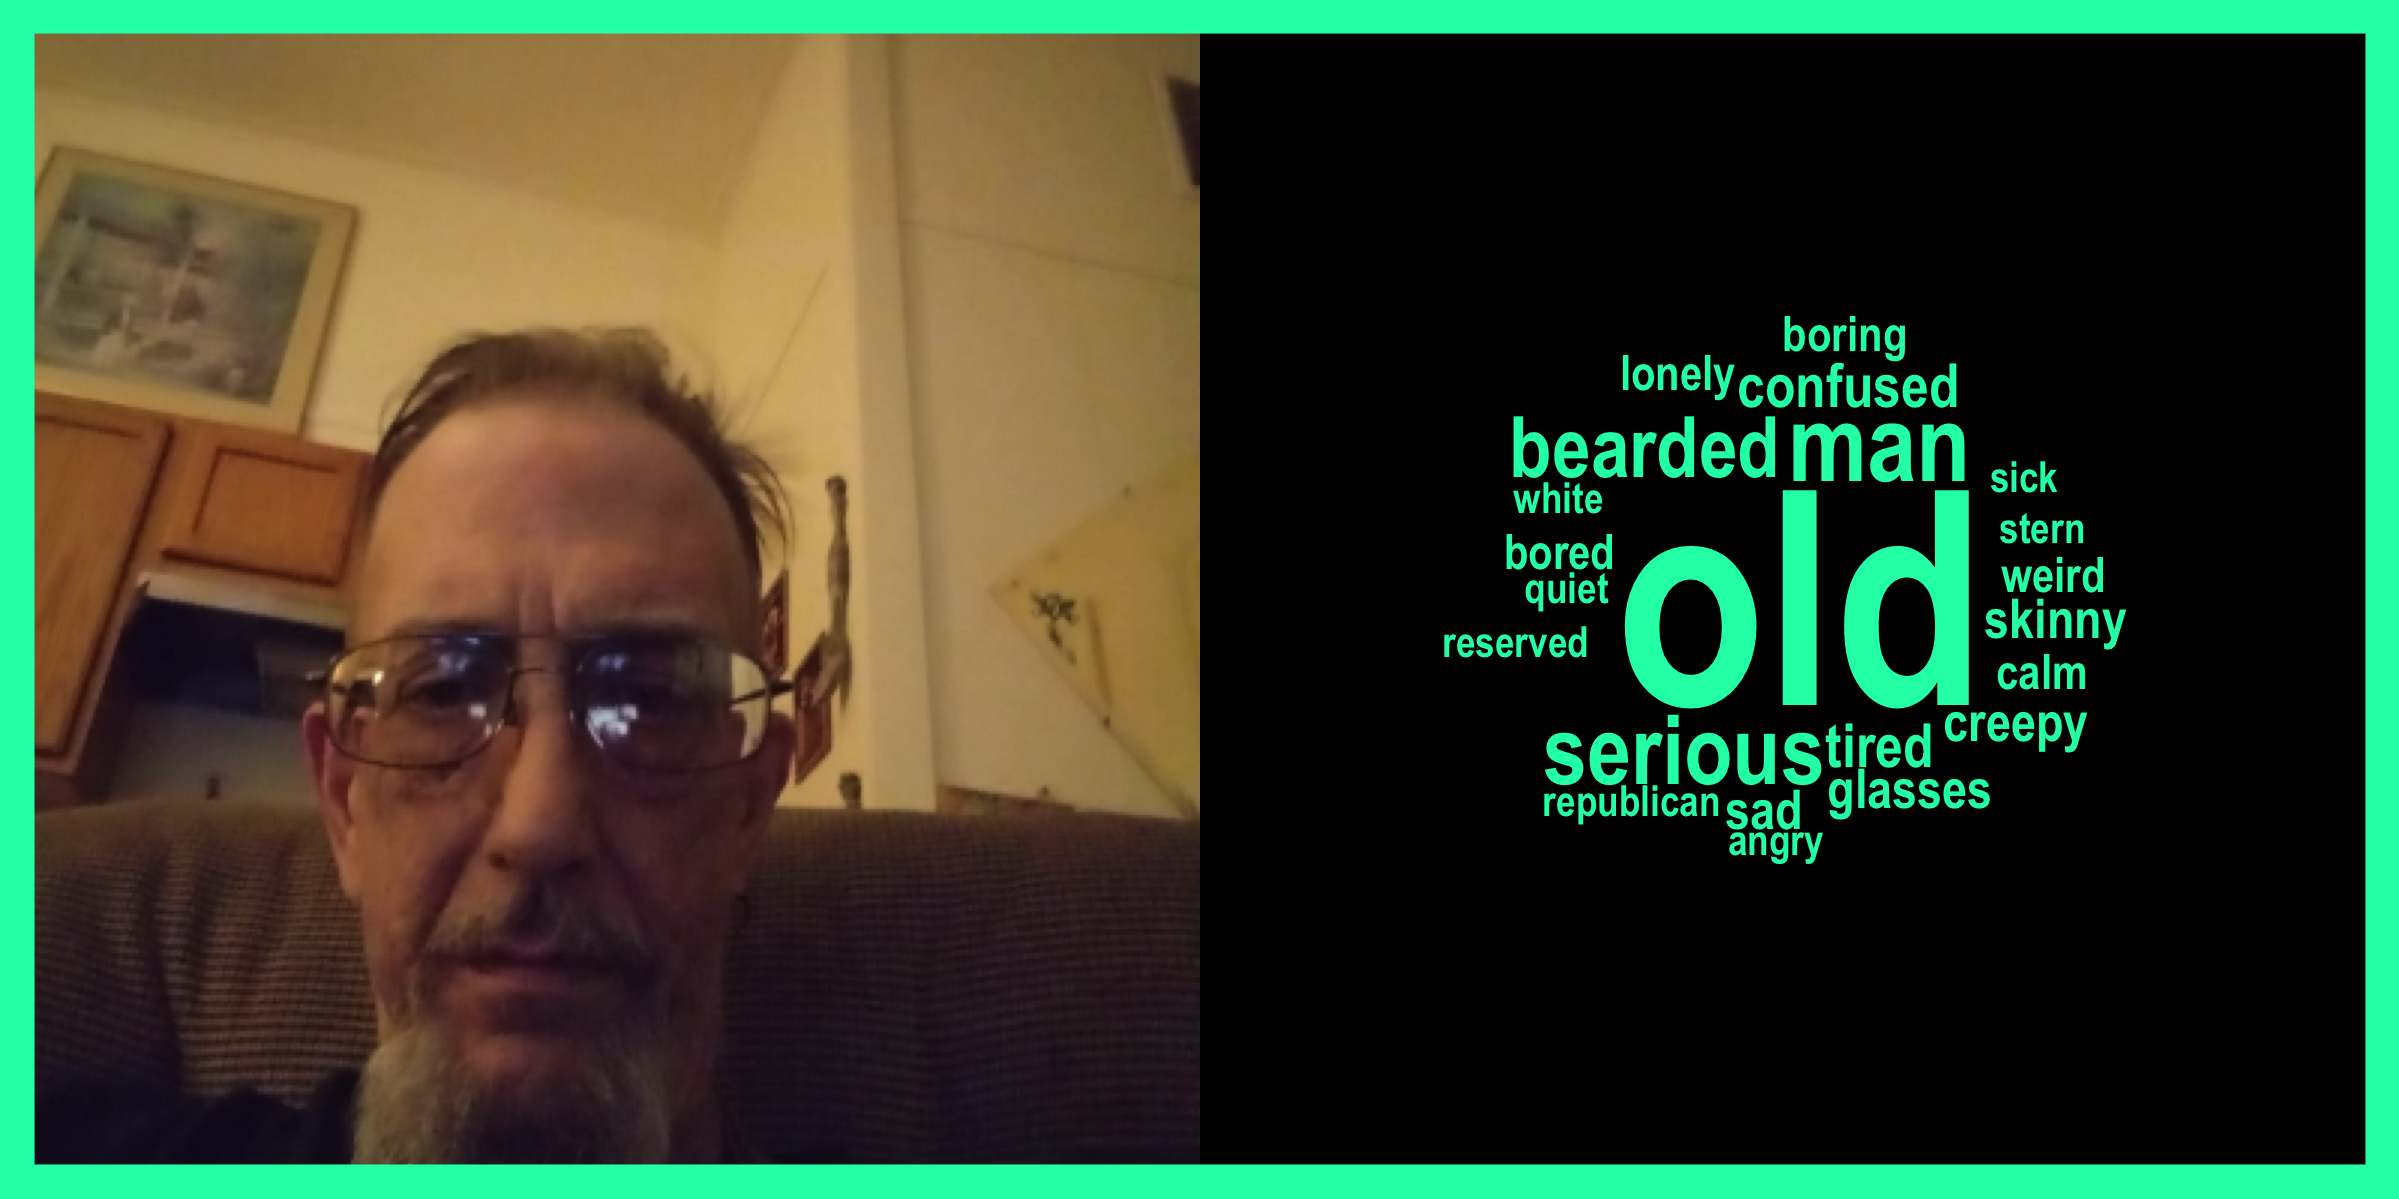 boring
lonely confused
bearded man
sick
white
stern
bored
old
weird
quiet
skinny
reserved
calm
creepy
serious tired
glasses
republican sad
angry